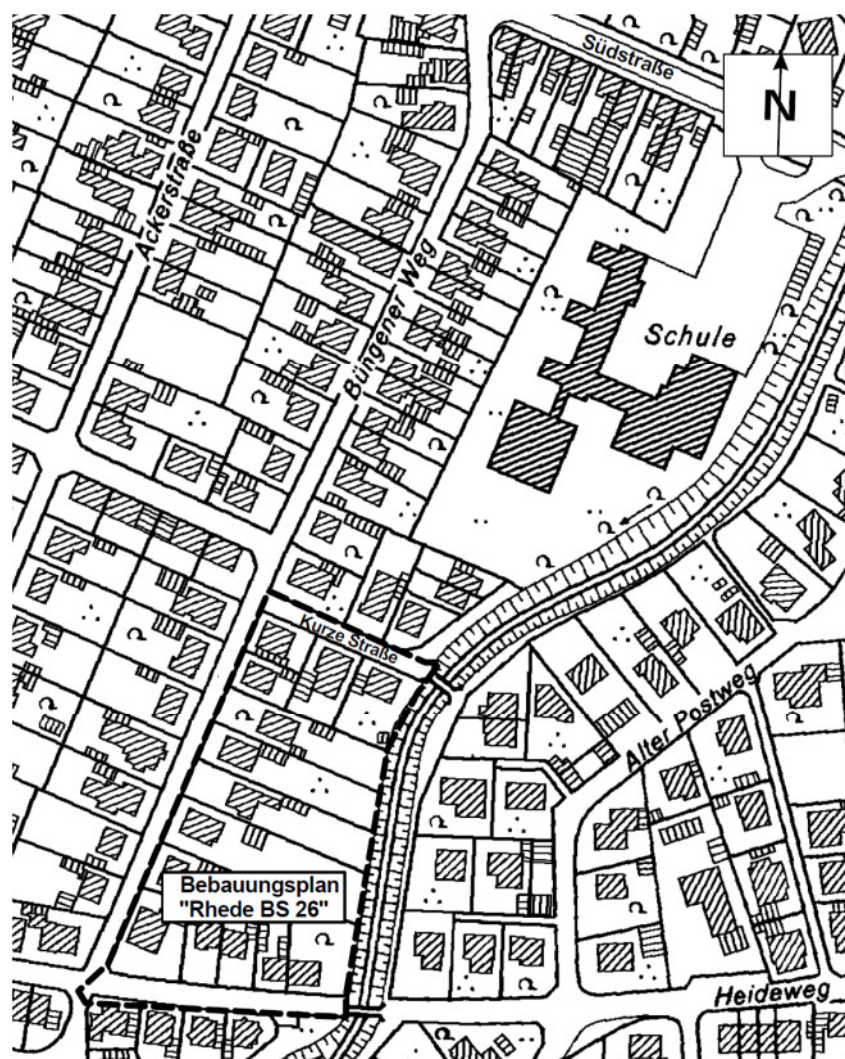 Südstraße
N
Ackerstraße
Büngener Weg
Schule
Kurze Straße
Alter Postweg
Bebauungsplan
"Rhede BS 26"
Heideweg